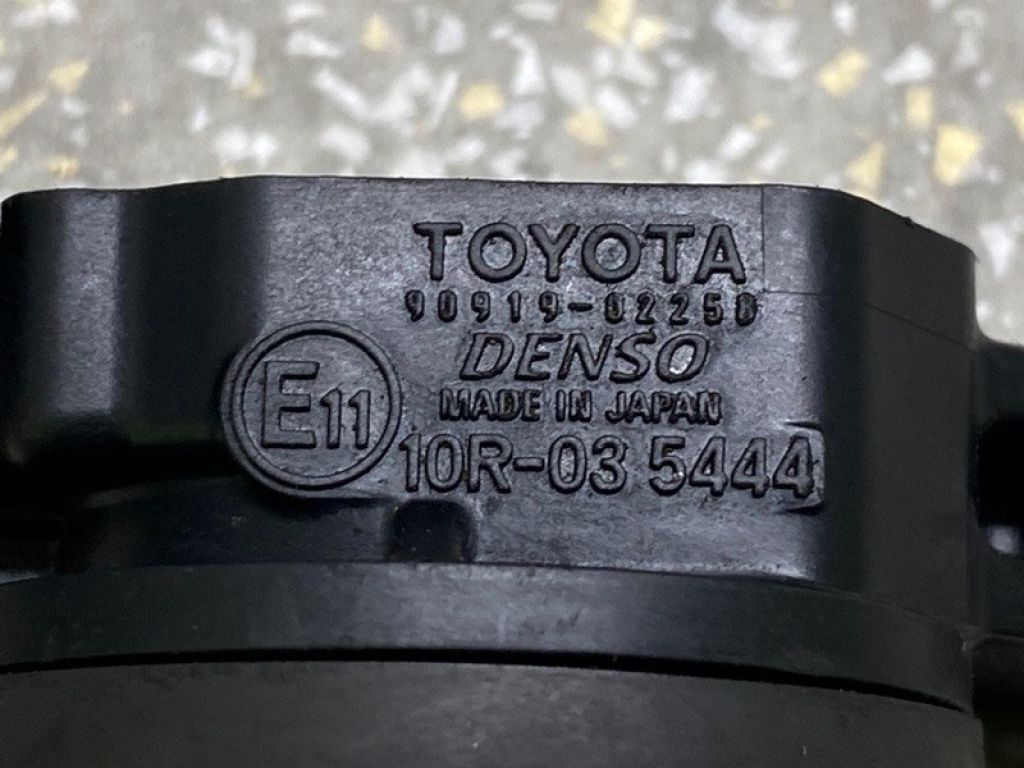 TOYOTA
90919-02258
DENSO
MADE IN JAPAN
E11
10R-03 5444